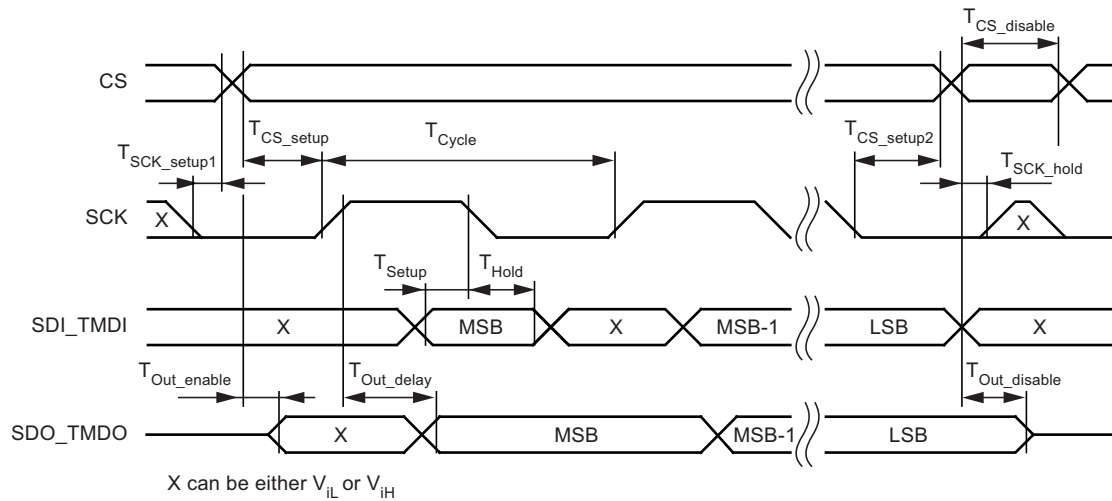 T_CS_disable
CS
T_CS_setup
T_Cycle
T_CS_setup2
T_SCK_setup1
T_SCK_hold
SCK
X
X
T_Setup
T_Hold
SDI_TMDI
X
MSB
X
MSB-1
LSB
X
T_Out_enable
T_Out_delay
T_Out_disable
SDO_TMDO
X
MSB
MSB-1
LSB
X can be either V_iL or V_iH